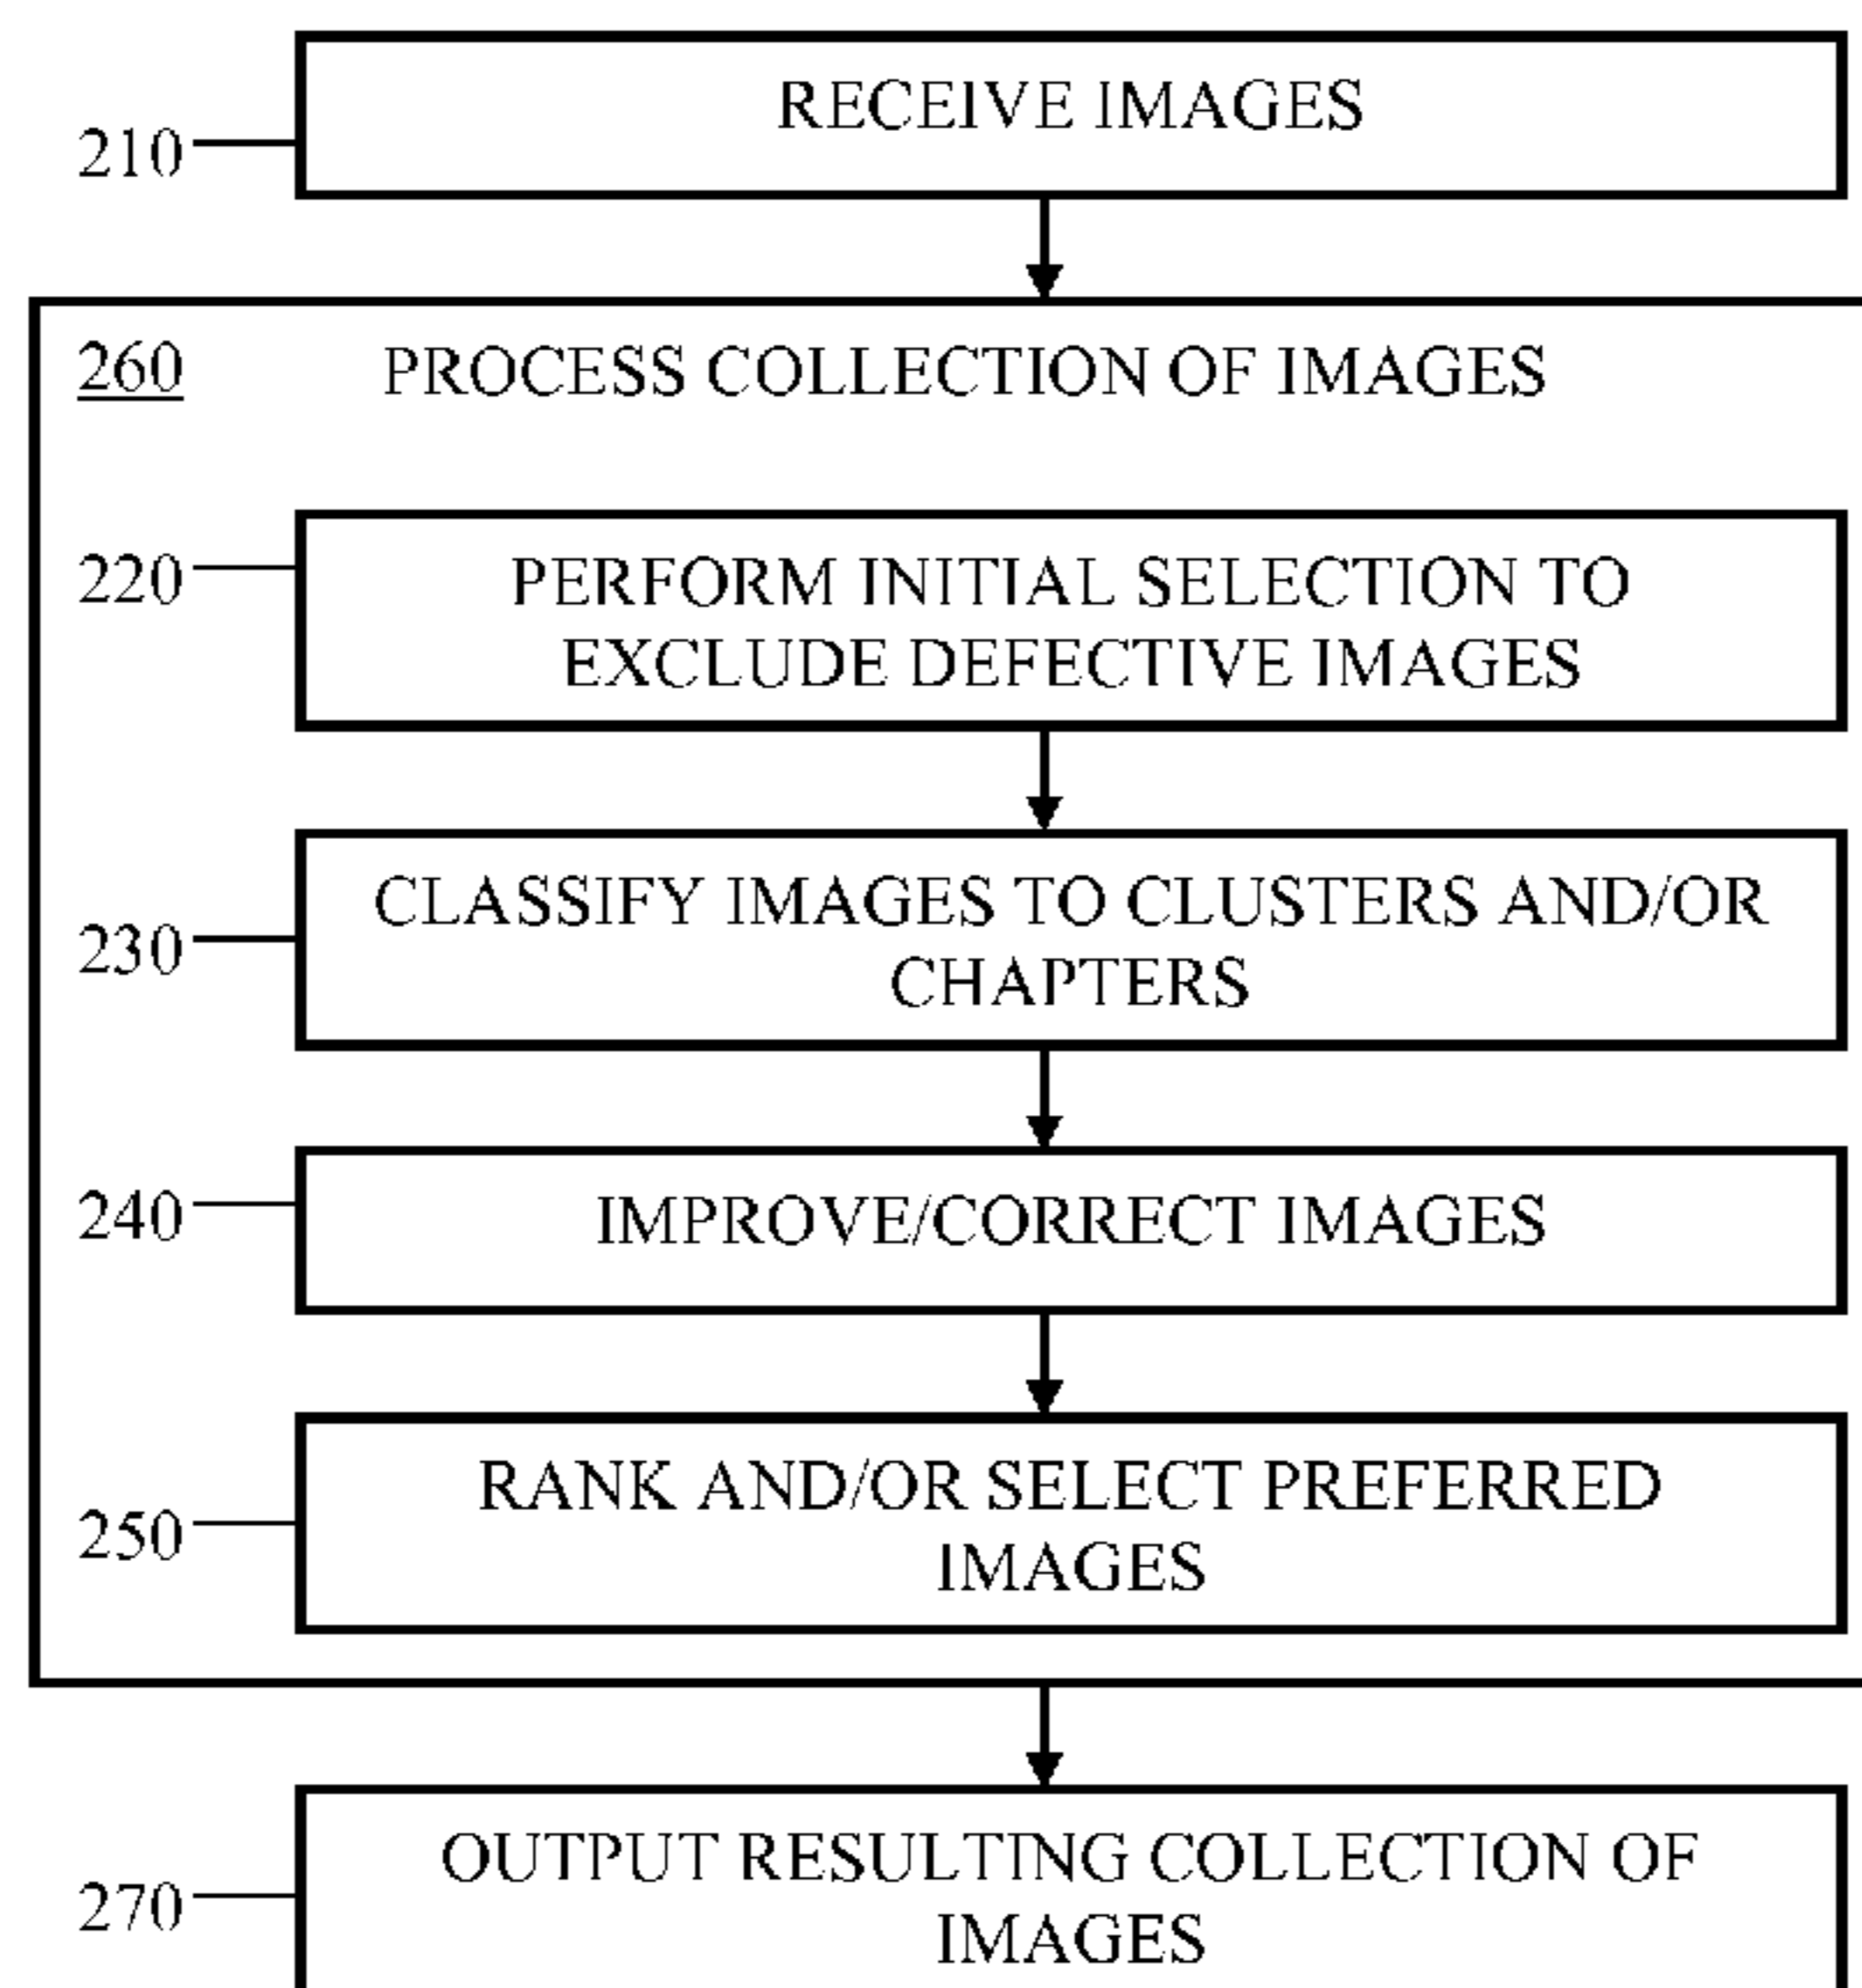 RECEIVE IMAGES
210
260 PROCESS COLLECTION OF IMAGES
220
PERFORM INITIAL SELECTION TO
EXCLUDE DEFECTIVE IMAGES
230
CLASSIFY IMAGES TO CLUSTERS AND/OR
CHAPTERS
240
IMPROVE/CORRECT IMAGES
250
RANK AND/OR SELECT PREFERRED
IMAGES
270
OUTPUT RESULTING COLLECTION OF
IMAGES